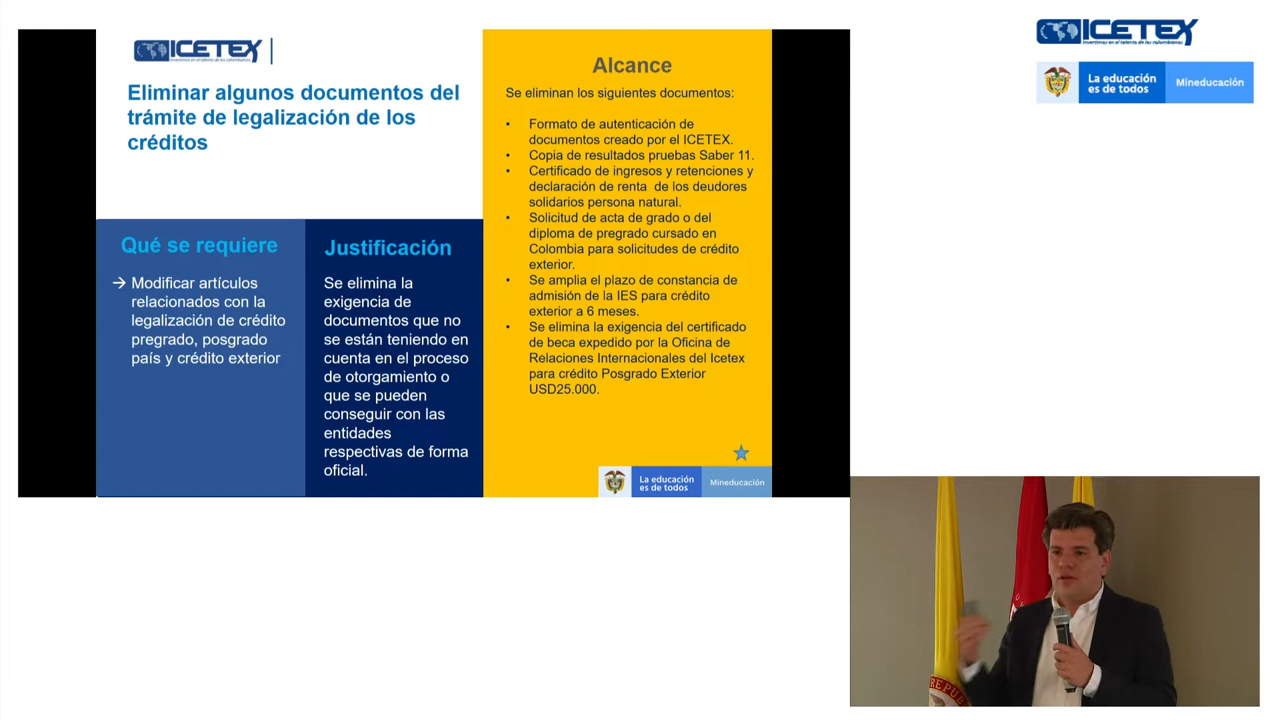 ICETEX
Invertimos en el talento de los colombianos
Eliminar algunos documentos del
trámite de legalización de los
créditos
Qué se requiere
→ Modificar artículos
relacionados con la
legalización de crédito
pregrado, posgrado
país y crédito exterior
Justificación
Se elimina la
exigencia de
documentos que no
se están teniendo en
cuenta en el proceso
de otorgamiento o
que se pueden
conseguir con las
entidades
respectivas de forma
oficial.
Alcance
Se eliminan los siguientes documentos:
• Formato de autenticación de
documentos creado por el ICETEX.
• Copia de resultados pruebas Saber 11.
• Certificado de ingresos y retenciones y
declaración de renta de los deudores
solidarios persona natural.
• Solicitud de acta de grado o del
diploma de pregrado cursado en
Colombia para solicitudes de crédito
exterior.
• Se amplia el plazo de constancia de
admisión de la IES para crédito
exterior a 6 meses.
• Se elimina la exigencia del certificado
de beca expedido por la Oficina de
Relaciones Internacionales del Icetex
para crédito Posgrado Exterior
USD25.000.
La educación
es de todos
Mineducación
ICETEX
Invertimos en el talento de los colombianos
La educación
es de todos
Mineducación
REPUB